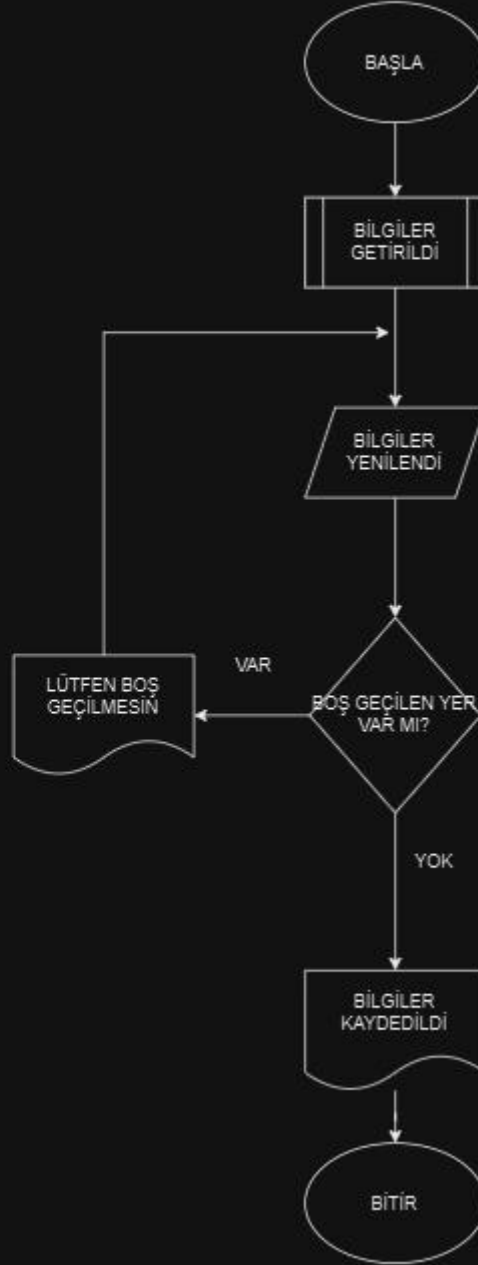 BAŞLA
BİLGİLER
GETİRİLDİ
BİLGİLER
YENİLENDİ
BOŞ GEÇİLEN YER
VAR MI?
VAR
LÜTFEN BOŞ
GEÇİLMESİN
YOK
BİLGİLER
KAYDEDİLDİ
BİTİR